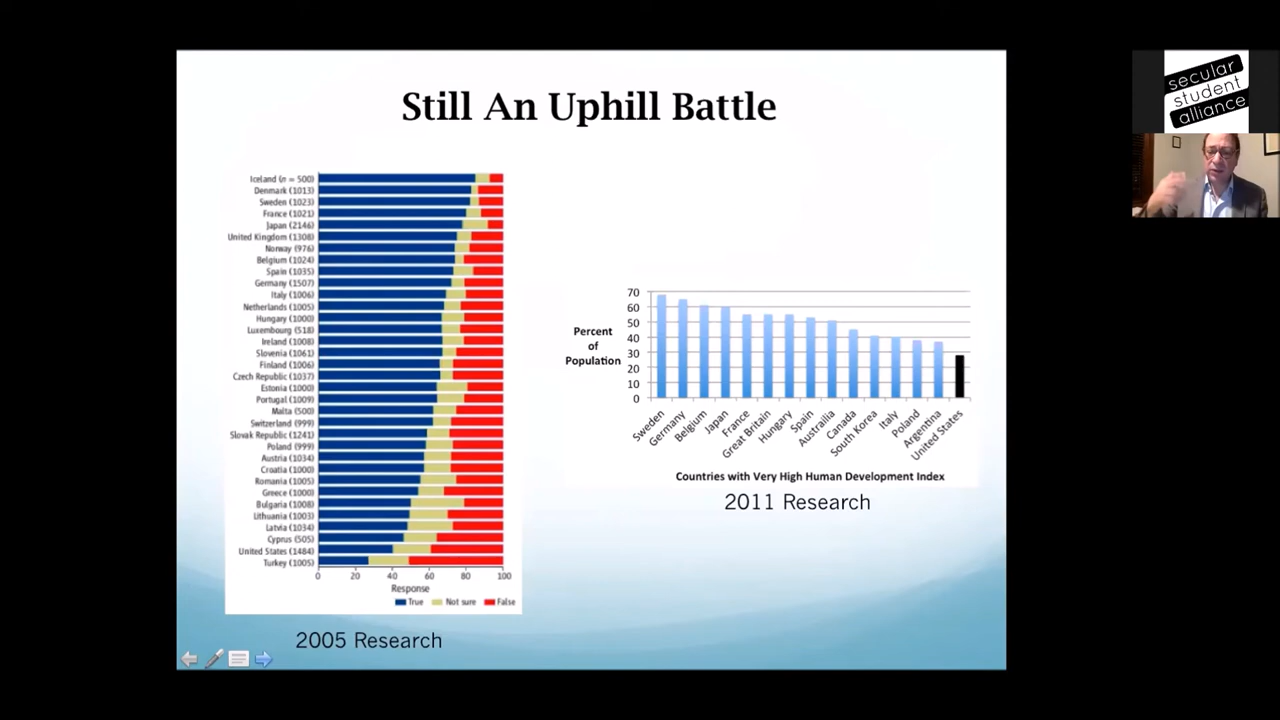 Still An Uphill Battle
Iceland (n = 500)
Denmark (1013)
Sweden (1023)
France (1021)
Japan (2146)
United Kingdom (1308)
Norway (976)
Belgium (1024)
Spain (1035)
Germany (1507)
Italy (1006)
Netherlands (1005)
Hungary (1000)
Luxembourg (518)
Ireland (1008)
Slovenia (1061)
Finland (1006)
Czech Republic (1037)
Estonia (1000)
Portugal (1009)
Malta (500)
Switzerland (999)
Slovak Republic (1241)
Poland (999)
Austria (1034)
Croatia (1000)
Romania (1005)
Greece (1000)
Bulgaria (1008)
Lithuania (1003)
Latvia (1034)
Cyprus (505)
United States (1484)
Turkey (1005)
0 20 40 60 80 100
Response
True Not sure False
2005 Research
Percent
of
Population
70
60
50
40
30
20
10
0
Sweden
Germany
Belgium
Japan
France
Great Britain
Hungary
Spain
Australia
Canada
South Korea
Italy
Poland
Argentina
United States
Countries with Very High Human Development Index
2011 Research
secular
student
alliance